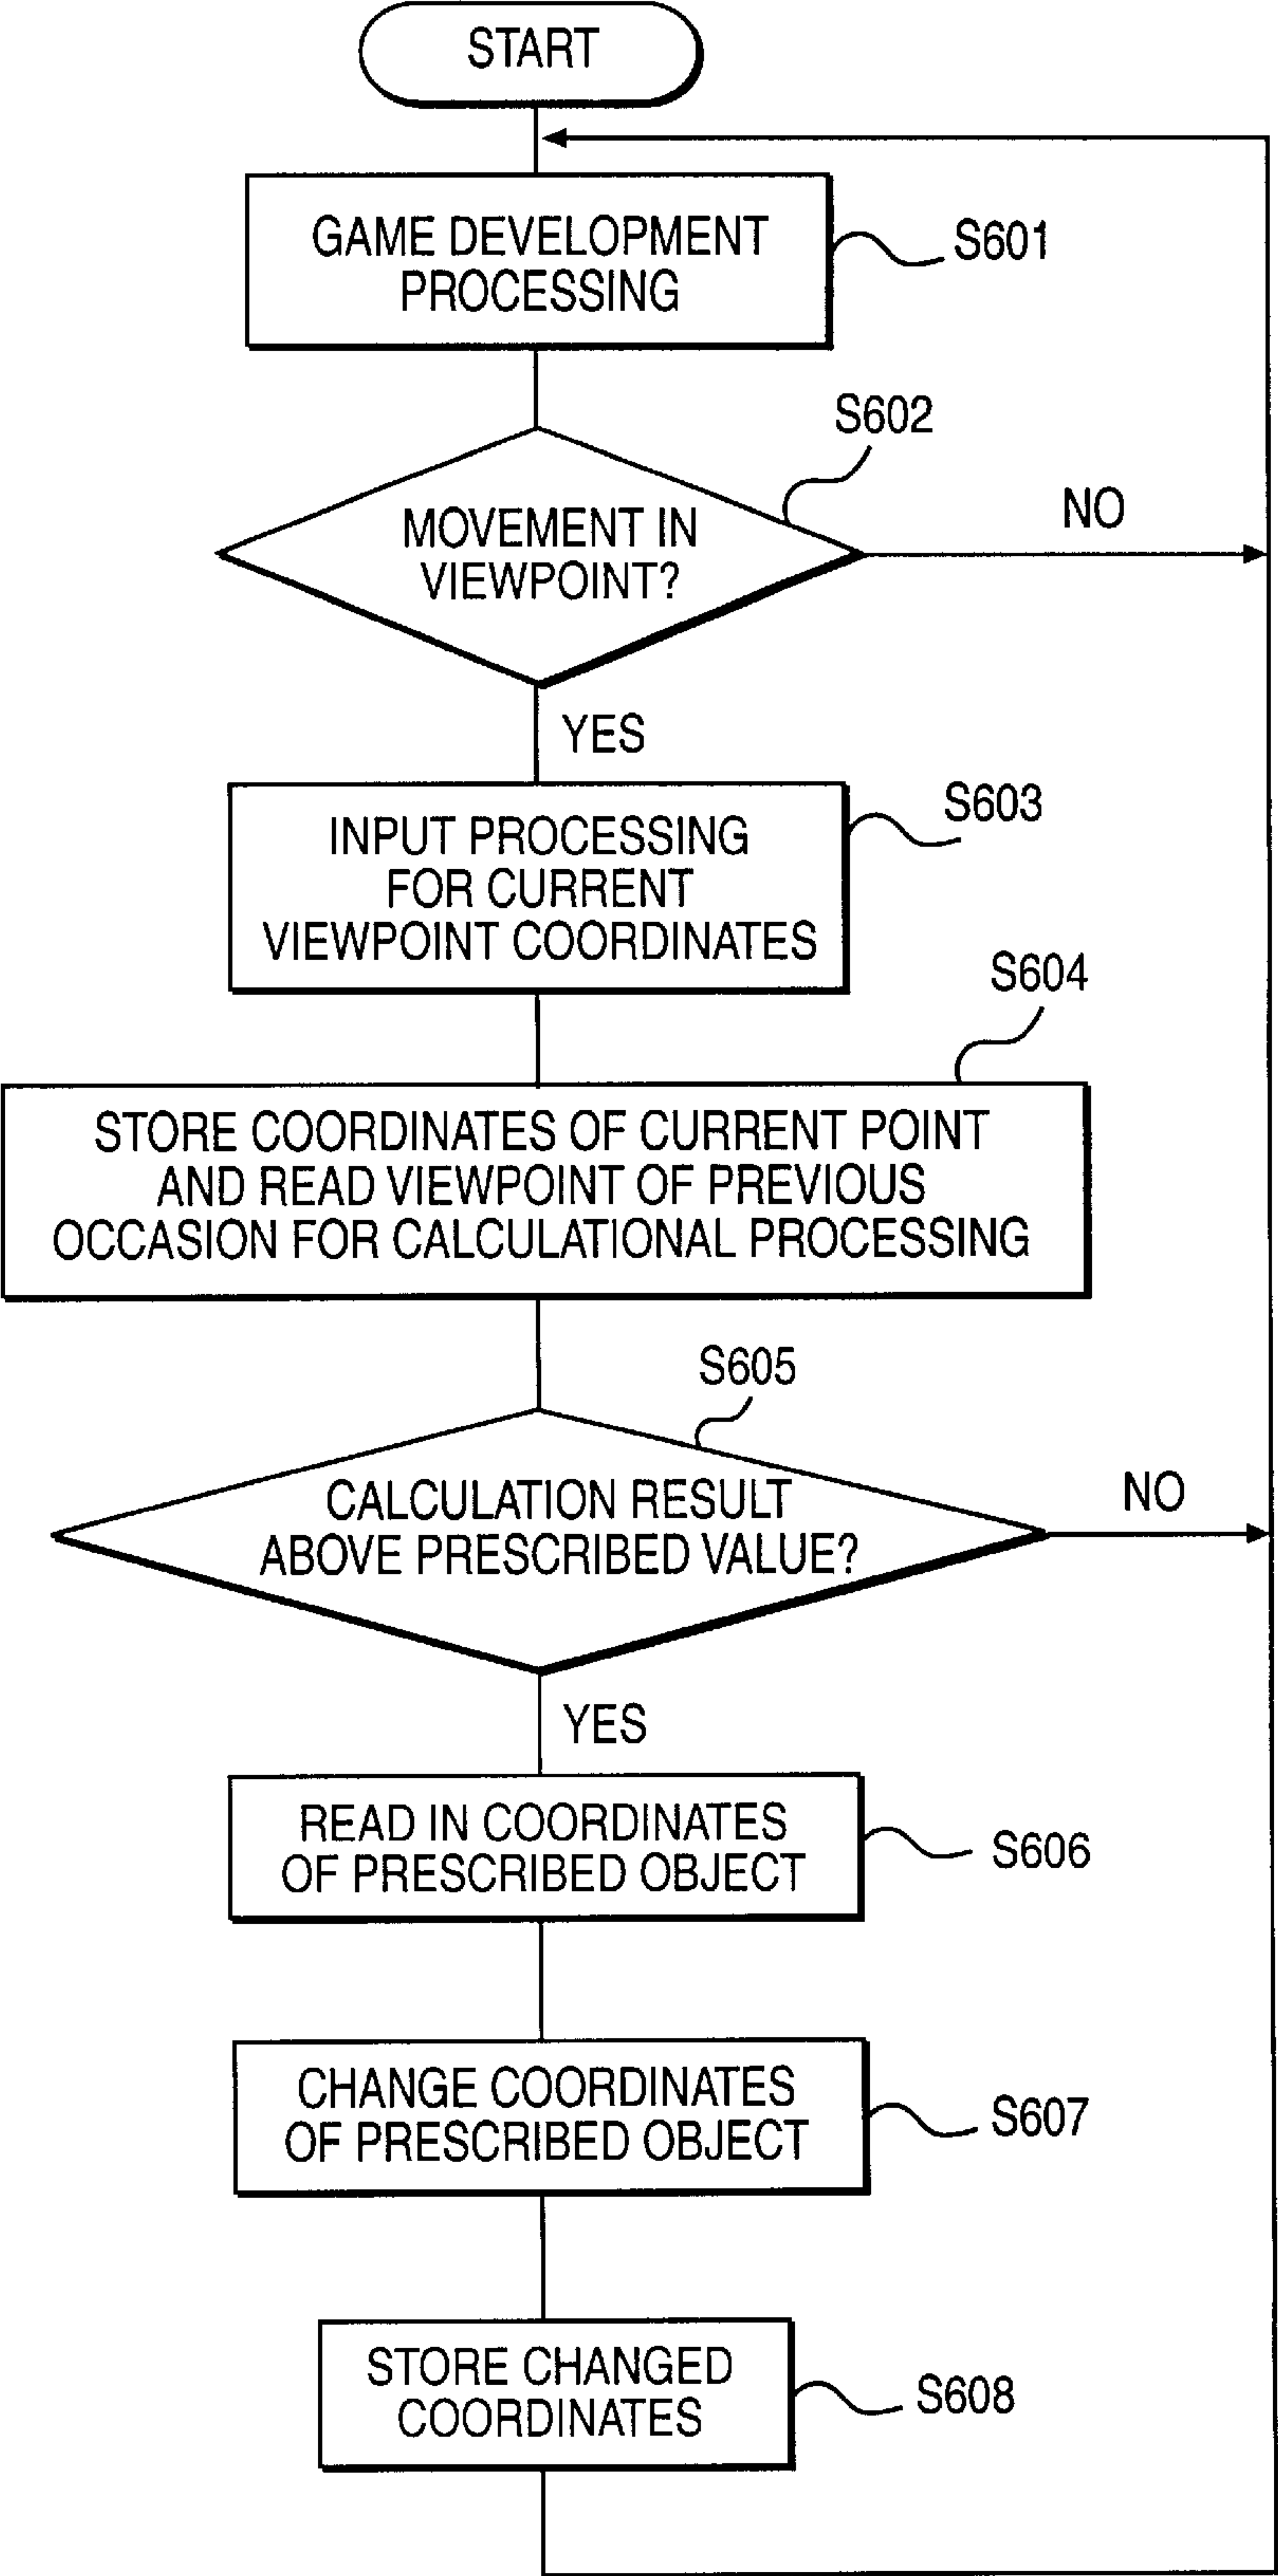 START
GAME DEVELOPMENT
PROCESSING
S601
S602
MOVEMENT IN
VIEWPOINT?
NO
YES
S603
INPUT PROCESSING
FOR CURRENT
VIEWPOINT COORDINATES
S604
STORE COORDINATES OF CURRENT POINT
AND READ VIEWPOINT OF PREVIOUS
OCCASION FOR CALCULATIONAL PROCESSING
S605
CALCULATION RESULT
ABOVE PRESCRIBED VALUE?
NO
YES
READ IN COORDINATES
OF PRESCRIBED OBJECT
S606
CHANGE COORDINATES
OF PRESCRIBED OBJECT
S607
STORE CHANGED
COORDINATES
S608